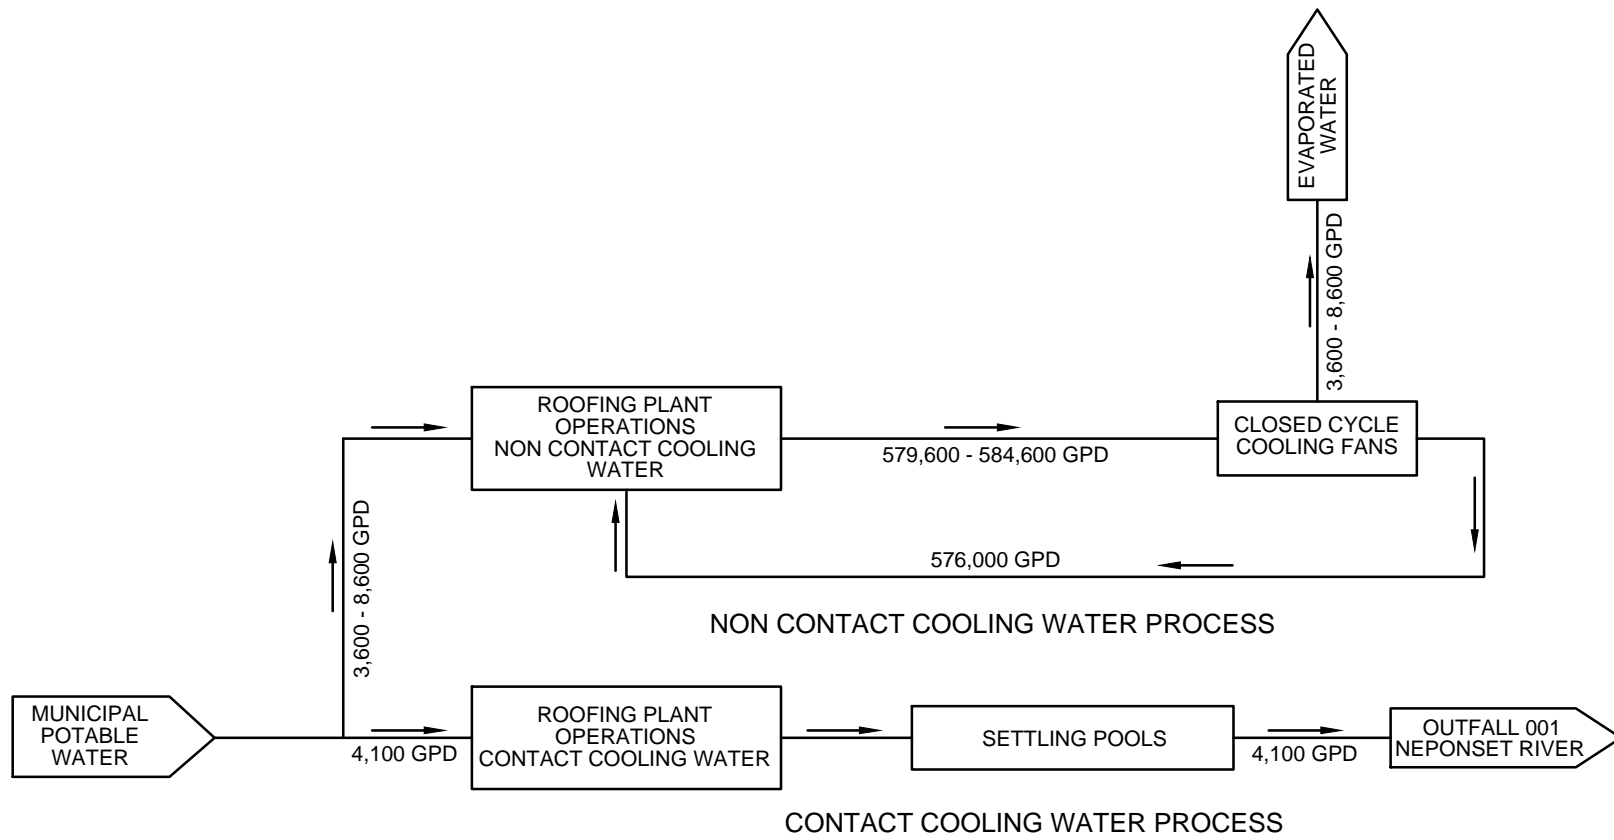 EVAPORATED
WATER
3,600 - 8,600 GPD
ROOFING PLANT
OPERATIONS
NON CONTACT COOLING
WATER
579,600 - 584,600 GPD
CLOSED CYCLE
COOLING FANS
576,000 GPD
3,600 - 8,600 GPD
NON CONTACT COOLING WATER PROCESS
MUNICIPAL
POTABLE
WATER
4,100 GPD
ROOFING PLANT
OPERATIONS
CONTACT COOLING WATER
SETTLING POOLS
4,100 GPD
OUTFALL 001
NEPONSET RIVER
CONTACT COOLING WATER PROCESS